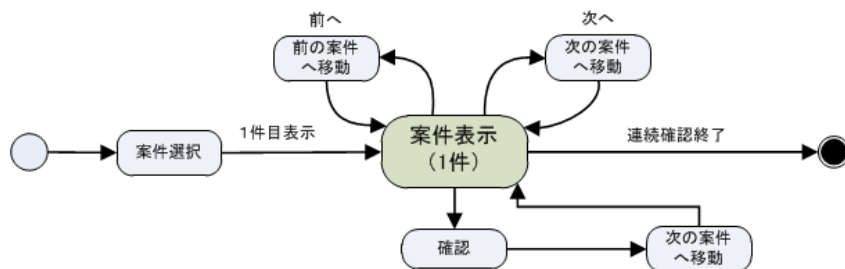 前へ
次へ
前の案件
へ移動
次の案件
へ移動
案件選択
1件目表示
案件表示
(1件)
連続確認終了
確認
次の案件
へ移動